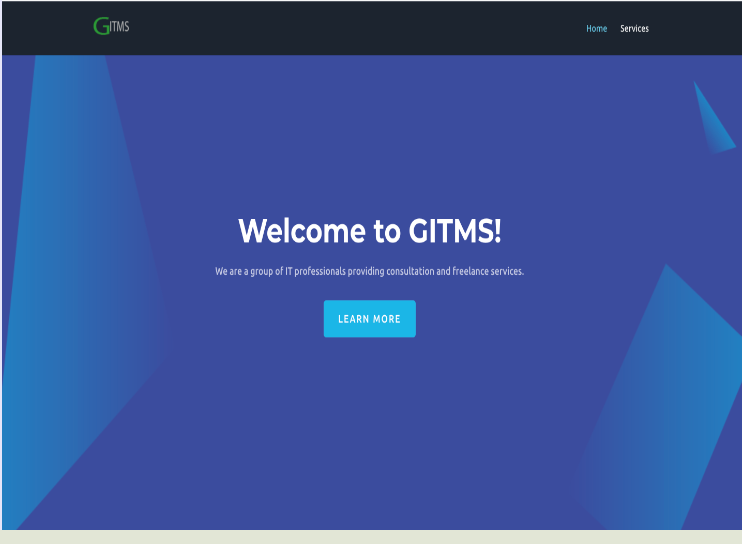 GITMS
Home Services
Welcome to GITMS!
We are a group of IT professionals providing consultation and freelance services.
LEARN MORE